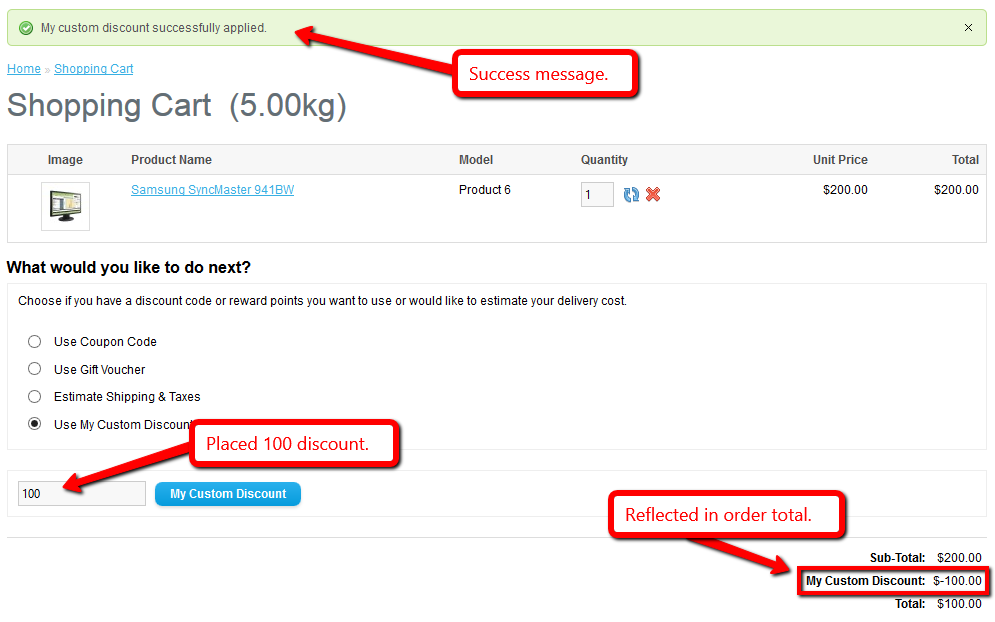 My custom discount successfully applied.
Success message.
Home » Shopping Cart
Shopping Cart (5.00kg)
Image Product Name Model Quantity Unit Price Total
Samsung SyncMaster 941BW Product 6 1 $200.00 $200.00
What would you like to do next?
Choose if you have a discount code or reward points you want to use or would like to estimate your delivery cost.
Use Coupon Code
Use Gift Voucher
Estimate Shipping & Taxes
Use My Custom Discount
Placed 100 discount.
100 My Custom Discount
Reflected in order total.
Sub-Total: $200.00
My Custom Discount: $-100.00
Total: $100.00